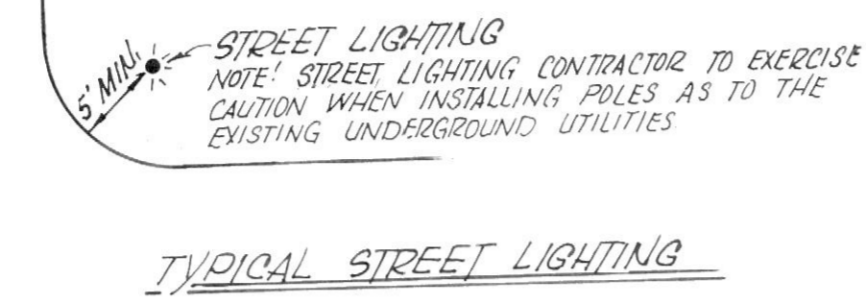 5' MIN.
STREET LIGHTING
NOTE! STREET, LIGHTING CONTRACTOR TO EXERCISE
CAUTION WHEN INSTALLING POLES AS TO THE
EXISTING UNDERGROUND UTILITIES
TYPICAL STREET LIGHTING